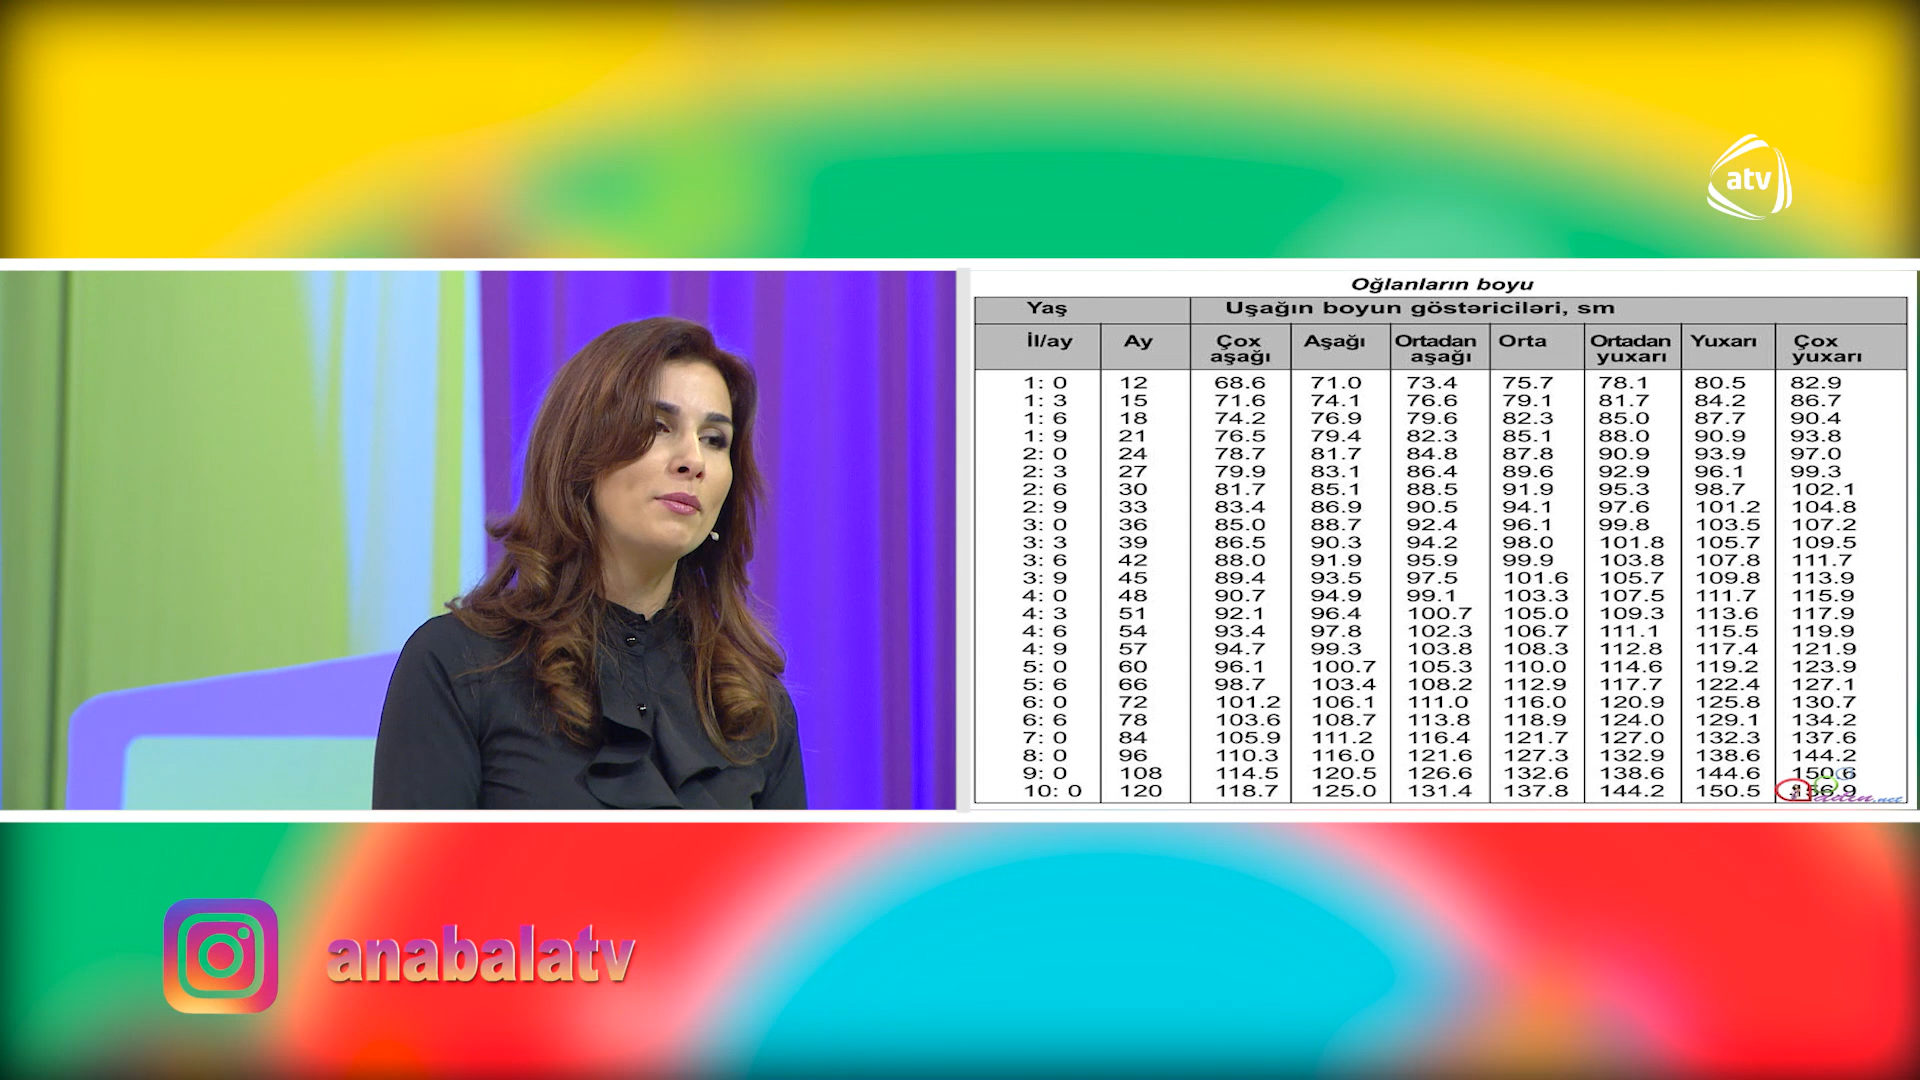 atv
Oğlanların boyu
Yaş Uşağın boyun göstəriciləri, sm
İl/ay Ay Çox aşağı Aşağı Ortadan aşağı Orta Ortadan yuxarı Yuxarı Çox yuxarı
1: 0 12 68.6 71.0 73.4 75.7 78.1 80.5 82.9
1: 3 15 71.6 74.1 76.6 79.1 81.7 84.2 86.7
1: 6 18 74.2 76.9 79.6 82.3 85.0 87.7 90.4
1: 9 21 76.5 79.4 82.3 85.1 88.0 90.9 93.8
2: 0 24 78.7 81.7 84.8 87.8 90.9 93.9 97.0
2: 3 27 79.9 83.1 86.4 89.6 92.9 96.1 99.3
2: 6 30 81.7 85.1 88.5 91.9 95.3 98.7 102.1
2: 9 33 83.4 86.9 90.5 94.1 97.6 101.2 104.8
3: 0 36 85.0 88.7 92.4 96.1 99.8 103.5 107.2
3: 3 39 86.5 90.3 94.2 98.0 101.8 105.7 109.5
3: 6 42 88.0 91.9 95.9 99.9 103.8 107.8 111.7
3: 9 45 89.4 93.5 97.5 101.6 105.7 109.8 113.9
4: 0 48 90.7 94.9 99.1 103.3 107.5 111.7 115.9
4: 3 51 92.1 96.4 100.7 105.0 109.3 113.6 117.9
4: 6 54 93.4 97.8 102.3 106.7 111.1 115.5 119.9
4: 9 57 94.7 99.3 103.8 108.3 112.8 117.4 121.9
5: 0 60 96.1 100.7 105.3 110.0 114.6 119.2 123.9
5: 6 66 98.7 103.4 108.2 112.9 117.7 122.4 127.1
6: 0 72 101.2 106.1 111.0 116.0 120.9 125.8 130.7
6: 6 78 103.6 108.7 113.8 118.9 124.0 129.1 134.2
7: 0 84 105.9 111.2 116.4 121.7 127.0 132.3 137.6
8: 0 96 110.3 116.0 121.6 127.3 132.9 138.6 144.2
9: 0 108 114.5 120.5 126.6 132.6 138.6 144.6 150.6
10: 0 120 118.7 125.0 131.4 137.8 144.2 150.5 156.9
anabalatv